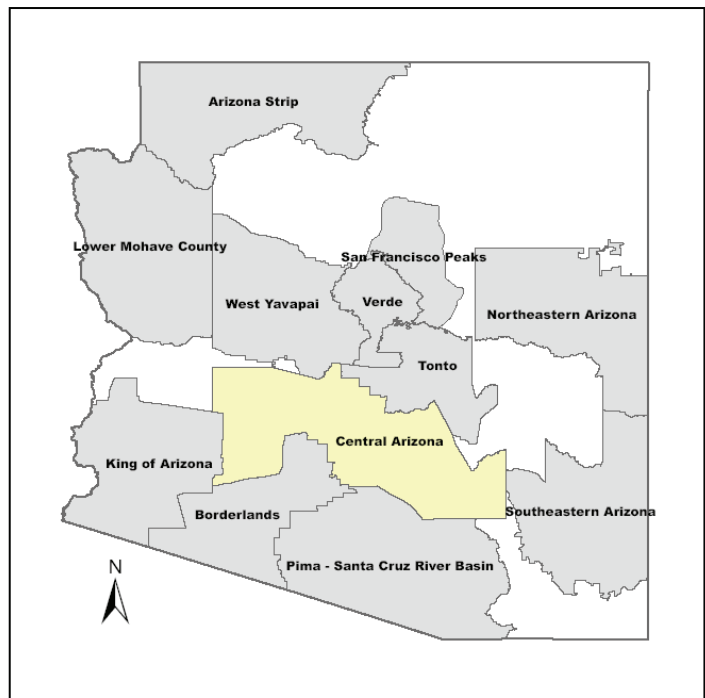 Arizona Strip
Lower Mohave County
San Francisco Peaks
West Yavapai
Verde
Northeastern Arizona
Tonto
Central Arizona
King of Arizona
Borderlands
Southeastern Arizona
Pima - Santa Cruz River Basin
N